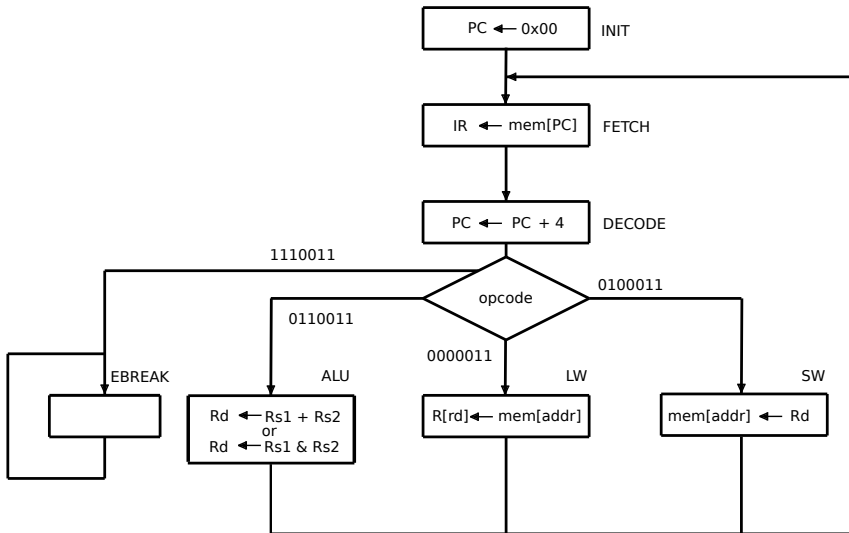 PC ← 0x00 INIT
IR ← mem[PC] FETCH
PC ← PC + 4 DECODE
1110011
opcode
0100011
0110011
0000011
EBREAK
ALU
LW
SW
Rd ← Rs1 + Rs2
or
Rd ← Rs1 & Rs2
R[rd] ← mem[addr]
mem[addr] ← Rd